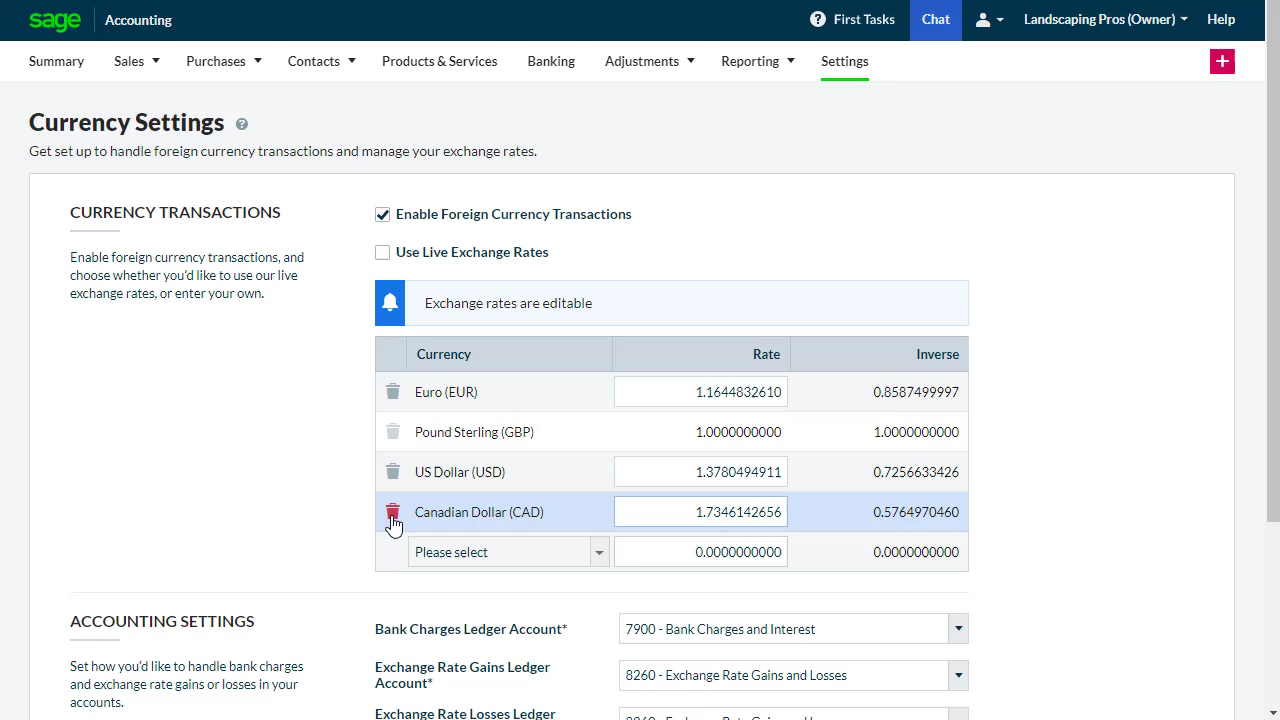 sage Accounting ? First Tasks Chat Landscaping Pros (Owner) Help
Summary Sales Purchases Contacts Products & Services Banking Adjustments Reporting Settings +
Currency Settings ?
Get set up to handle foreign currency transactions and manage your exchange rates.
CURRENCY TRANSACTIONS
Enable foreign currency transactions, and
choose whether you'd like to use our live
exchange rates, or enter your own.
Enable Foreign Currency Transactions
Use Live Exchange Rates
Exchange rates are editable
Currency Rate Inverse
Euro (EUR) 1.1644832610 0.8587499997
Pound Sterling (GBP) 1.0000000000 1.0000000000
US Dollar (USD) 1.3780494911 0.7256633426
Canadian Dollar (CAD) 1.7346142656 0.5764970460
Please select 0.0000000000 0.0000000000
ACCOUNTING SETTINGS
Set how you'd like to handle bank charges
and exchange rate gains or losses in your
accounts.
Bank Charges Ledger Account* 7900 - Bank Charges and Interest
Exchange Rate Gains Ledger
Account* 8260 - Exchange Rate Gains and Losses
Exchange Rate Losses Ledger